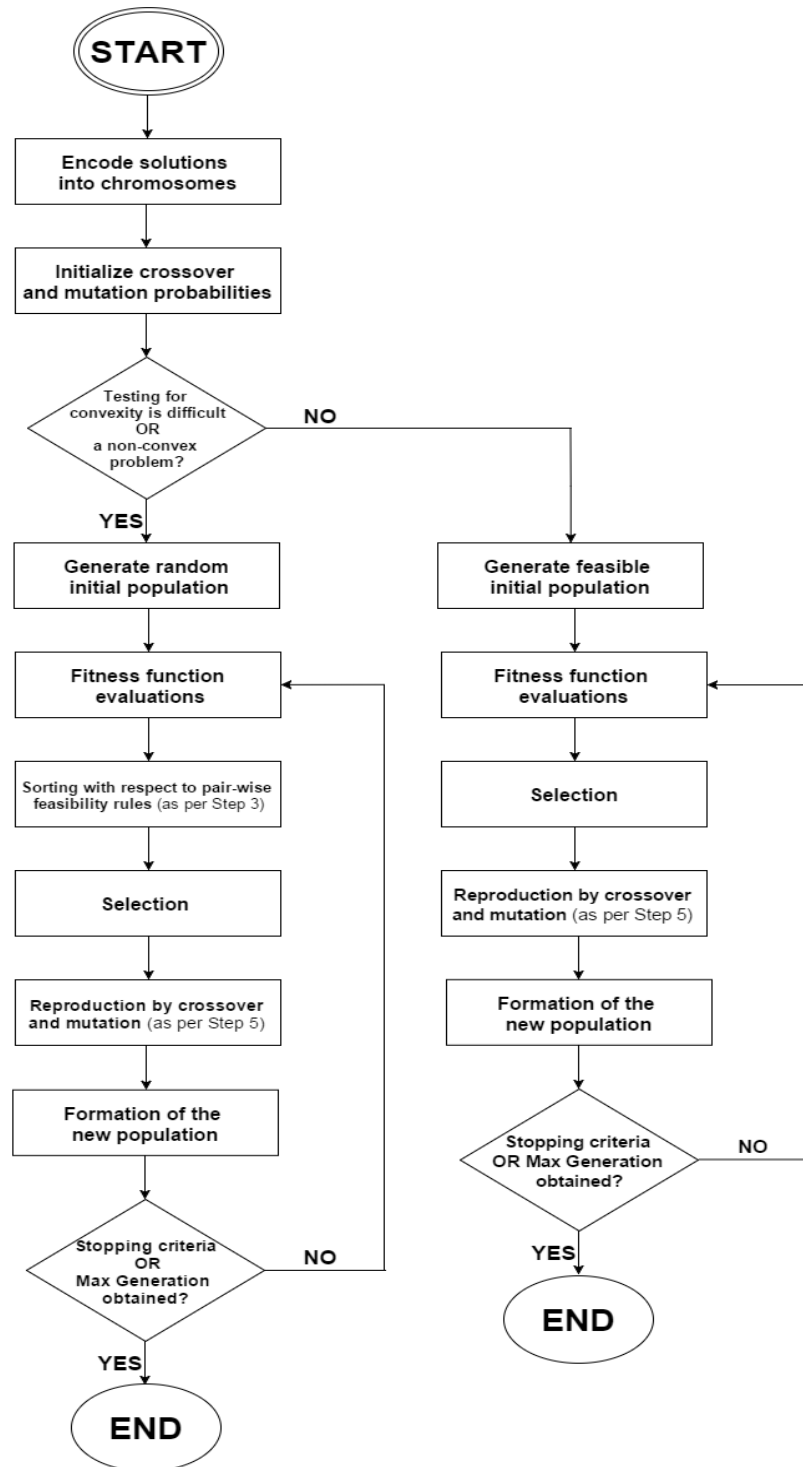 START
Encode solutions
into chromosomes
Initialize crossover
and mutation probabilities
Testing for
convexity is difficult
OR
a non-convex
problem?
NO
YES
Generate random
initial population
Fitness function
evaluations
Sorting with respect to pair-wise
feasibility rules (as per Step 3)
Selection
Reproduction by crossover
and mutation (as per Step 5)
Formation of the
new population
Stopping criteria
OR
Max Generation
obtained?
NO
YES
END
Generate feasible
initial population
Fitness function
evaluations
Selection
Reproduction by crossover
and mutation (as per Step 5)
Formation of the
new population
Stopping criteria
OR Max Generation
obtained?
NO
YES
END